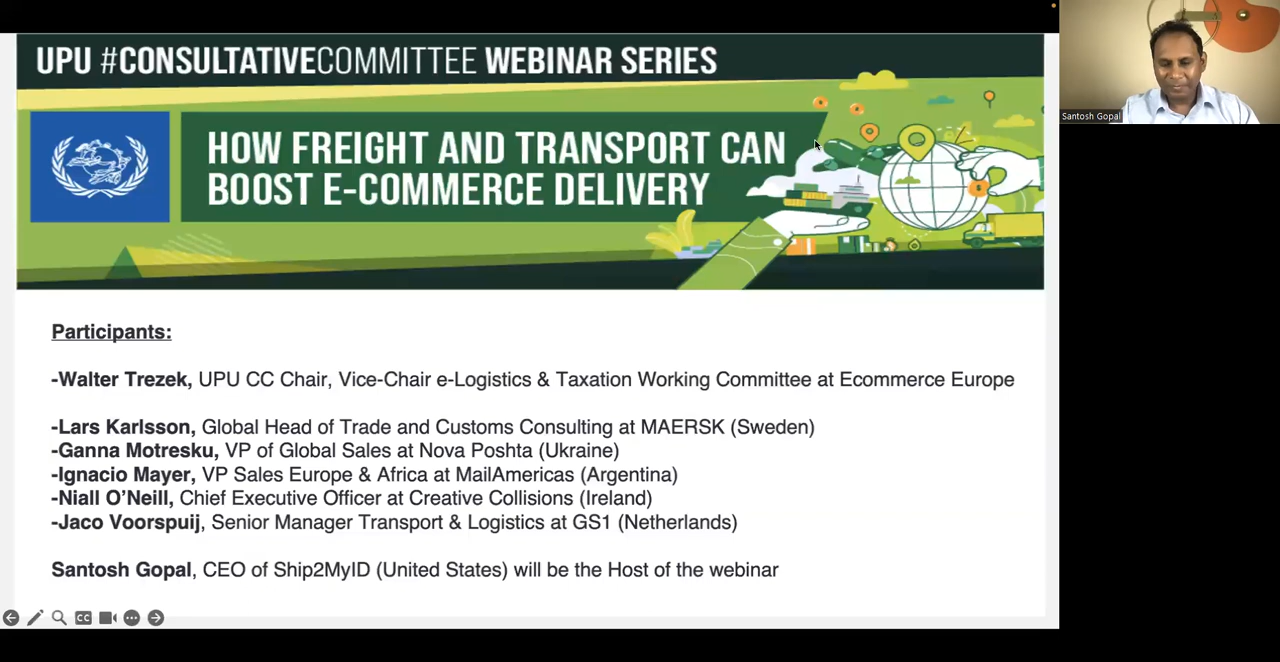 UPU #CONSULTATIVECOMMITTEE WEBINAR SERIES
HOW FREIGHT AND TRANSPORT CAN
BOOST E-COMMERCE DELIVERY
Santosh Gopal
Participants:
-Walter Trezek, UPU CC Chair, Vice-Chair e-Logistics & Taxation Working Committee at Ecommerce Europe
-Lars Karlsson, Global Head of Trade and Customs Consulting at MAERSK (Sweden)
-Ganna Motresku, VP of Global Sales at Nova Poshta (Ukraine)
-Ignacio Mayer, VP Sales Europe & Africa at MailAmericas (Argentina)
-Niall O’Neill, Chief Executive Officer at Creative Collisions (Ireland)
-Jaco Voorspuij, Senior Manager Transport & Logistics at GS1 (Netherlands)
Santosh Gopal, CEO of Ship2MyID (United States) will be the Host of the webinar
CC